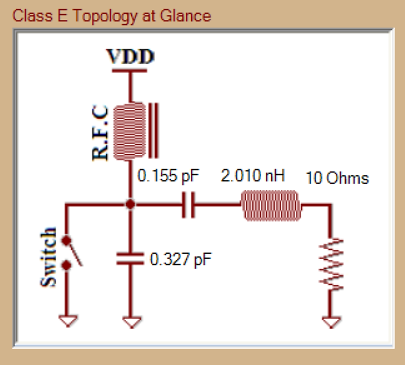 Class E Topology at Glance
VDD
R.F.C
0.155 pF 2.010 nH 10 Ohms
Switch
0.327 pF